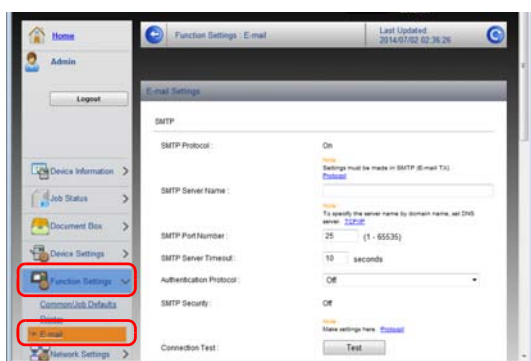 Home
Function Settings : E-mail
Last Updated
2014/07/02 02:36:26
Admin
Logout
E-mail Settings
SMTP
SMTP Protocol :
On
Note :
Settings must be made in SMTP (E-mail TX).
Protocol
SMTP Server Name :
Note :
To specify the server name by domain name, set DNS
server. TCP/IP
SMTP Port Number :
25 (1 - 65535)
SMTP Server Timeout :
10 seconds
Authentication Protocol :
Off
SMTP Security :
Off
Note :
Make settings here. Protocol
Connection Test :
Test
Device Information
Job Status
Document Box
Device Settings
Function Settings
Common/Job Defaults
Printer
E-mail
Network Settings